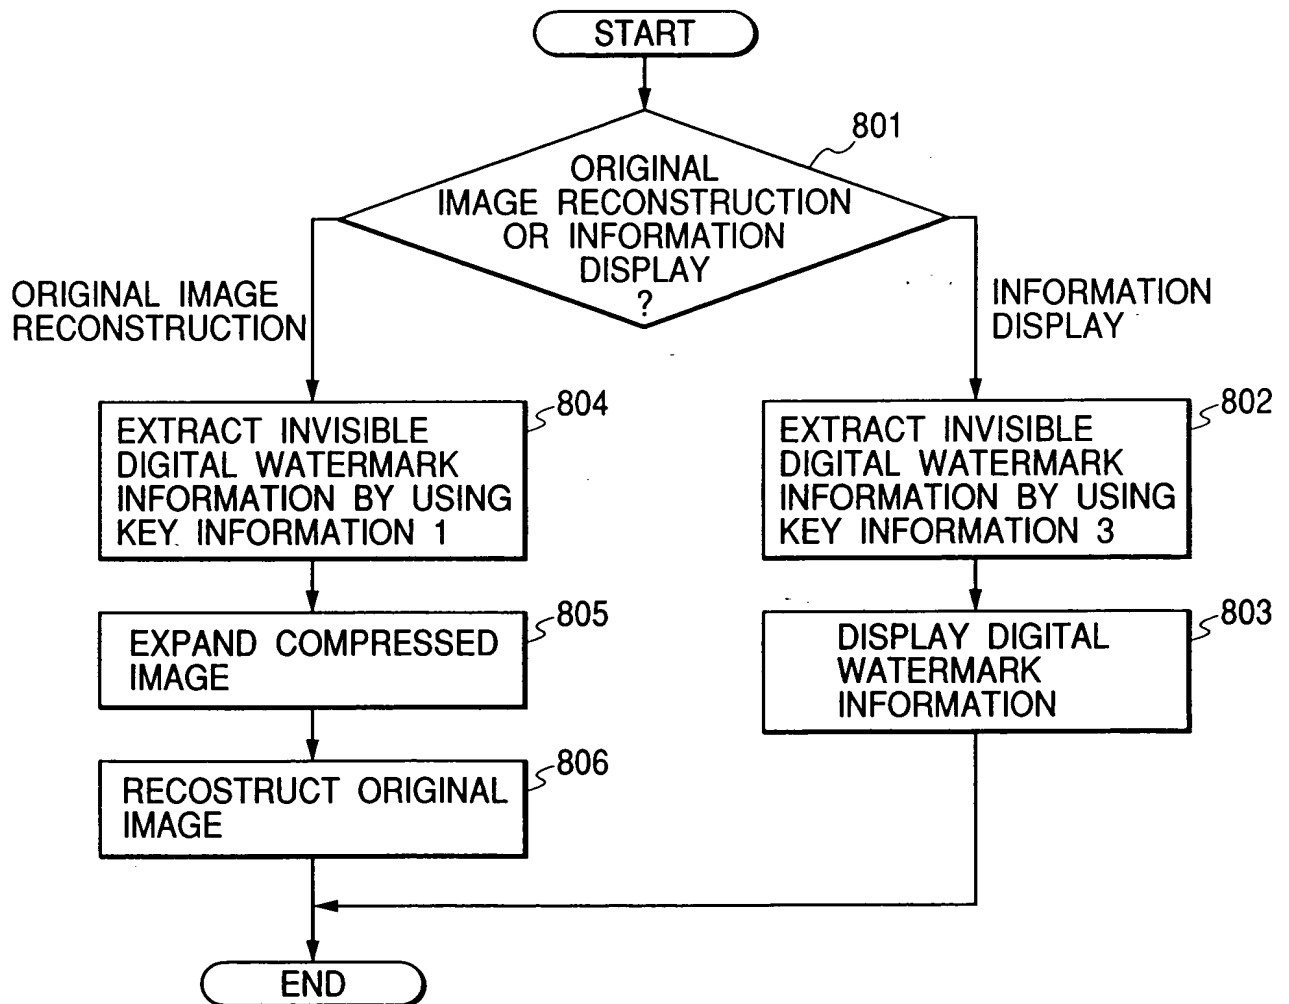 START
801
ORIGINAL
IMAGE RECONSTRUCTION
OR INFORMATION
DISPLAY
?
ORIGINAL IMAGE
RECONSTRUCTION
INFORMATION
DISPLAY
804
EXTRACT INVISIBLE
DIGITAL WATERMARK
INFORMATION BY USING
KEY INFORMATION 1
802
EXTRACT INVISIBLE
DIGITAL WATERMARK
INFORMATION BY USING
KEY INFORMATION 3
805
EXPAND COMPRESSED
IMAGE
803
DISPLAY DIGITAL
WATERMARK
INFORMATION
806
RECOSTRUCT ORIGINAL
IMAGE
END